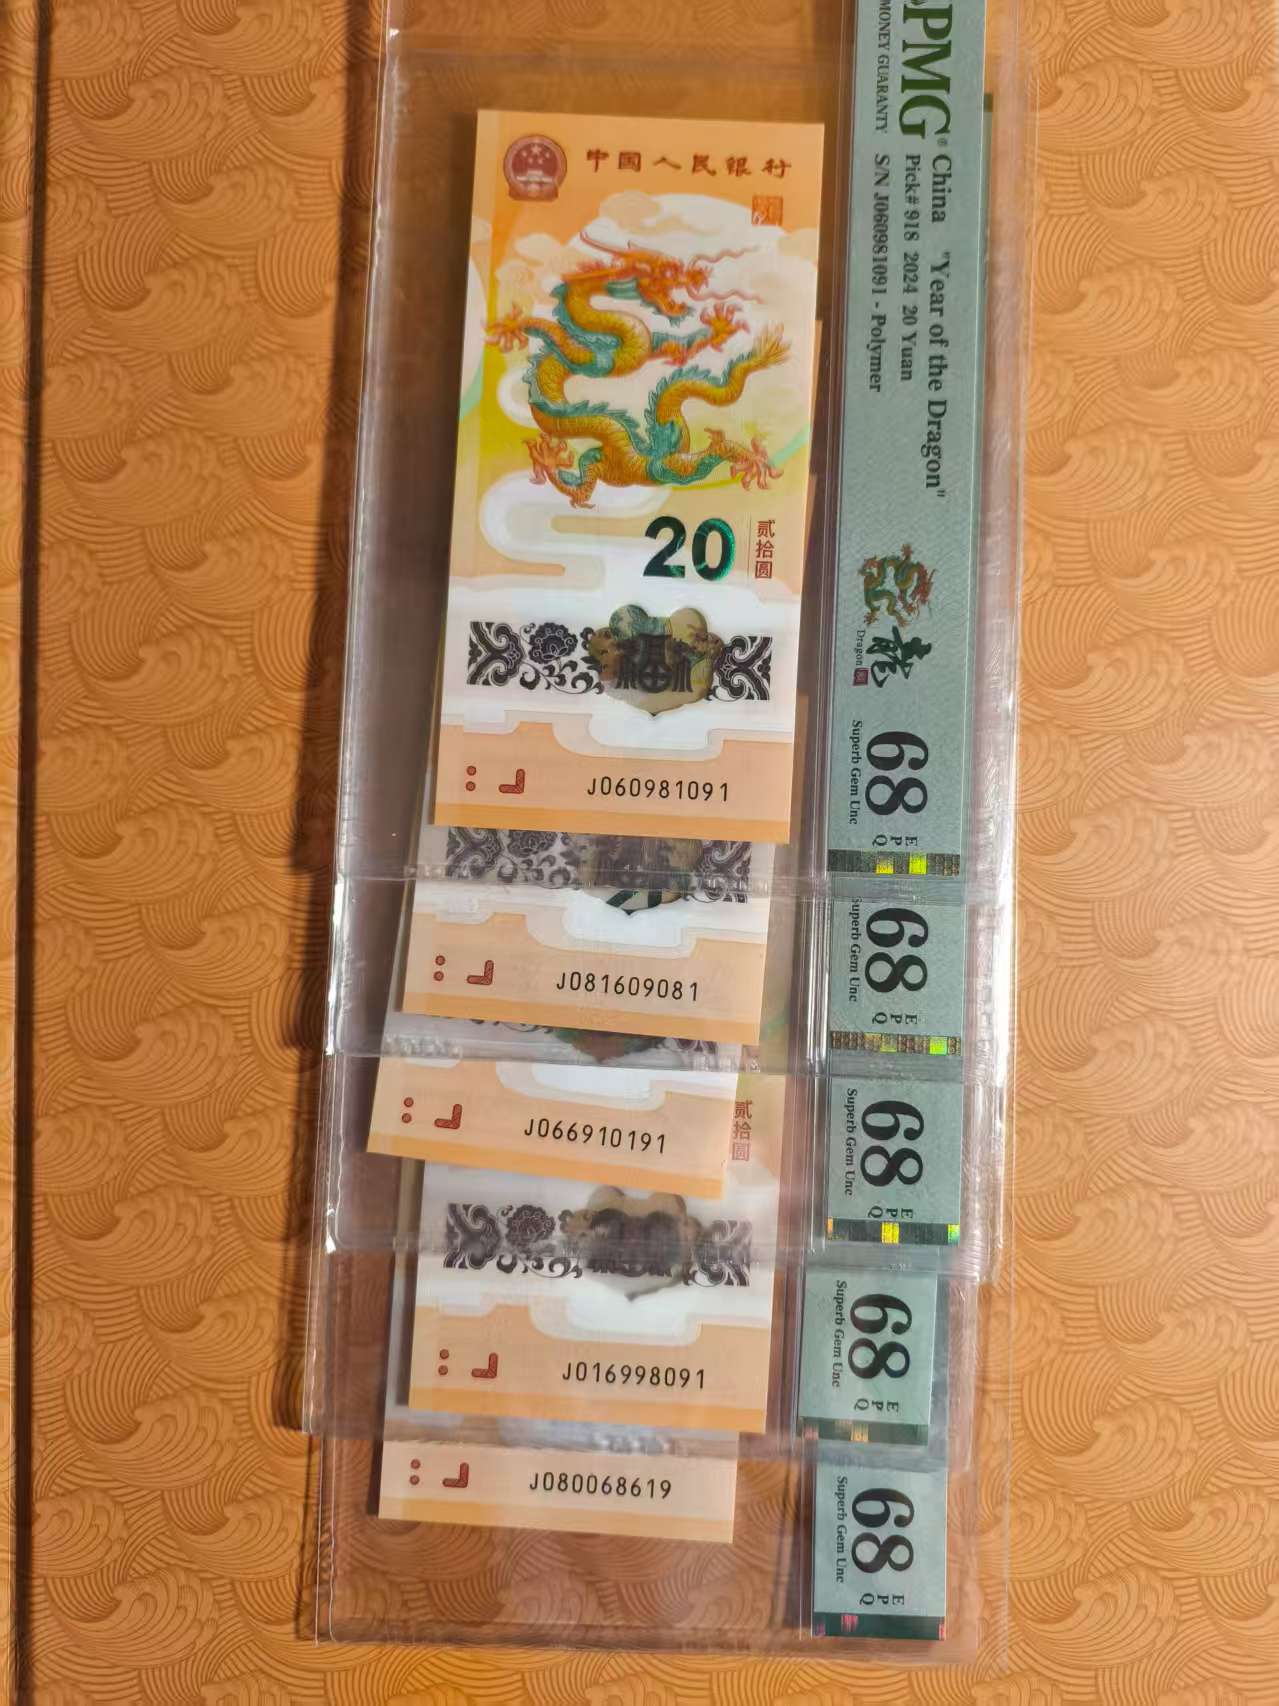 中国人民银行
20
贰拾圆
J060981091
PMG
MONEY GUARANTY
China "Year of the Dragon"
Pick# 918 2024 20 Yuan
S/N J060981091 - Polymer
龍
Dragon
68
Superb Gem Unc
EPQ
J081609081
68
Superb Gem Unc
EPQ
贰拾圆
J066910191
68
Superb Gem Unc
EPQ
J016998091
68
Superb Gem Unc
EPQ
J080068619
68
Superb Gem Unc
EPQ